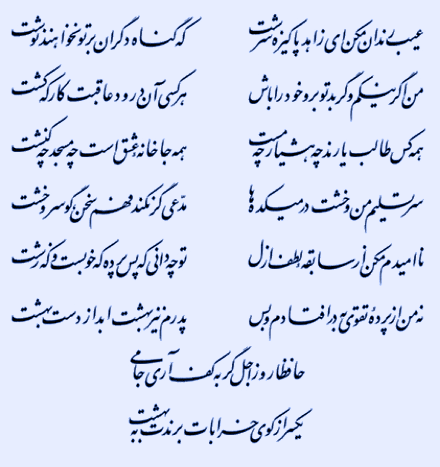 عیب رندان مکن ای زاهد پاکیزه سرشت که گناه دگران بر تو نخواهند نوشت
من اگر نیکم و گر بد تو برو خود را باش هر کسی آن درود عاقبت کار که کشت
همه کس طالب یارند چه هشیار و چه مست همه جا خانه عشق است چه مسجد چه کنشت
سر تسلیم من و خشت در میکده‌ها مدعی گر نکند فهم سخن گو سر و خشت
ناامیدم مکن از سابقه لطف ازل تو چه دانی که پس پرده که خوبست و که زشت
نه من از پرده تقوی به درافتادم و بس پدرم نیز بهشت ابد از دست بهشت
حافظا روز اجل گر به کف آری جامی
یکسر از کوی خرابات برندت به بهشت